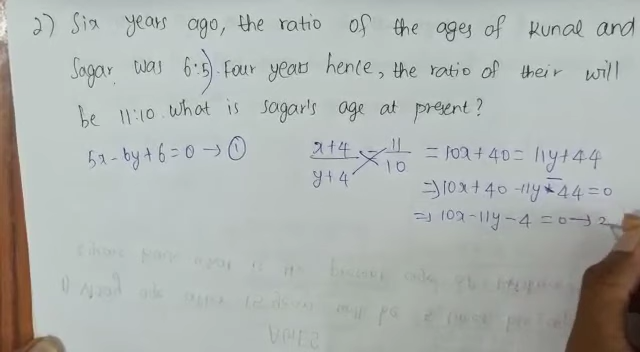 2) Six years ago, the ratio of the ages of Kunal and
Sagar was 6:5). Four years hence, the ratio of their will
be 11:10. What is sagar's age at present?
5x-6y+6=0 → ①
x+4/y+4 = 11/10 = 10x+40 = 11y+44
⇒ 10x+40-11y-44=0
⇒ 10x-11y-4=0 → 2